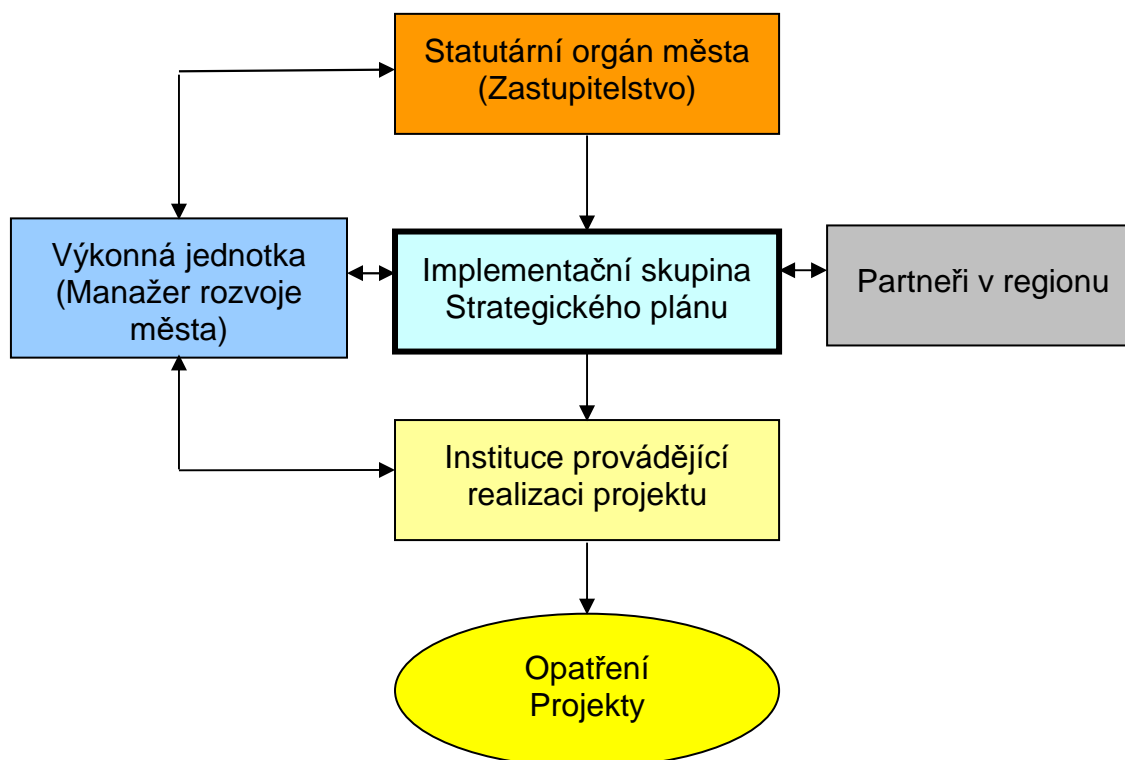 Statutární orgán města
(Zastupitelstvo)
Výkonná jednotka
(Manažer rozvoje
města)
Implementační skupina
Strategického plánu
Partneři v regionu
Instituce provádějící
realizaci projektu
Opatření
Projekty